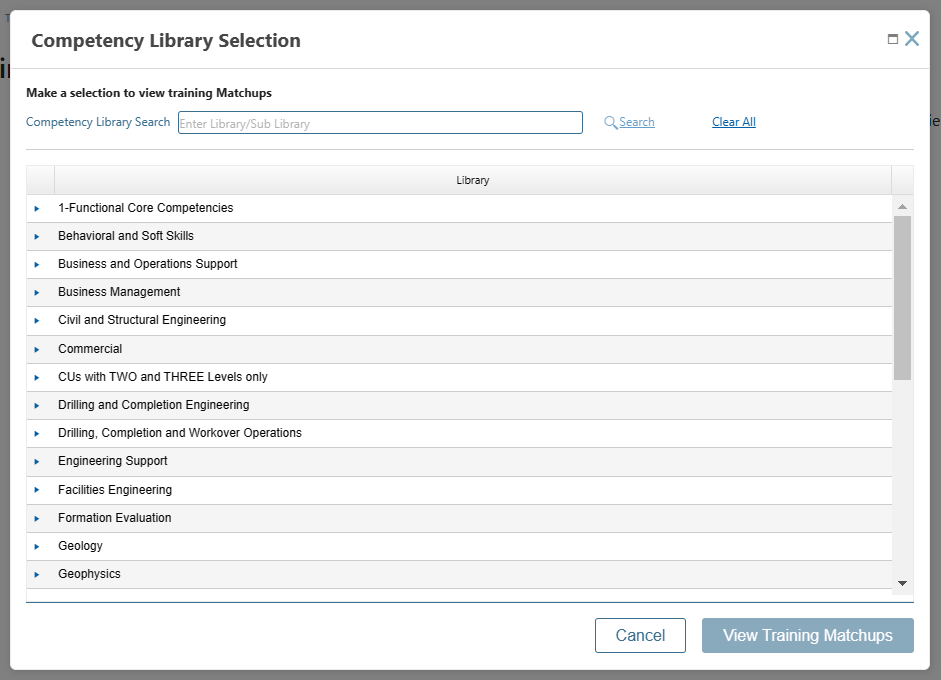 Competency Library Selection
Make a selection to view training Matchups
Competency Library Search Enter Library/Sub Library Search Clear All
Library
1-Functional Core Competencies
Behavioral and Soft Skills
Business and Operations Support
Business Management
Civil and Structural Engineering
Commercial
CUs with TWO and THREE Levels only
Drilling and Completion Engineering
Drilling, Completion and Workover Operations
Engineering Support
Facilities Engineering
Formation Evaluation
Geology
Geophysics
Cancel View Training Matchups